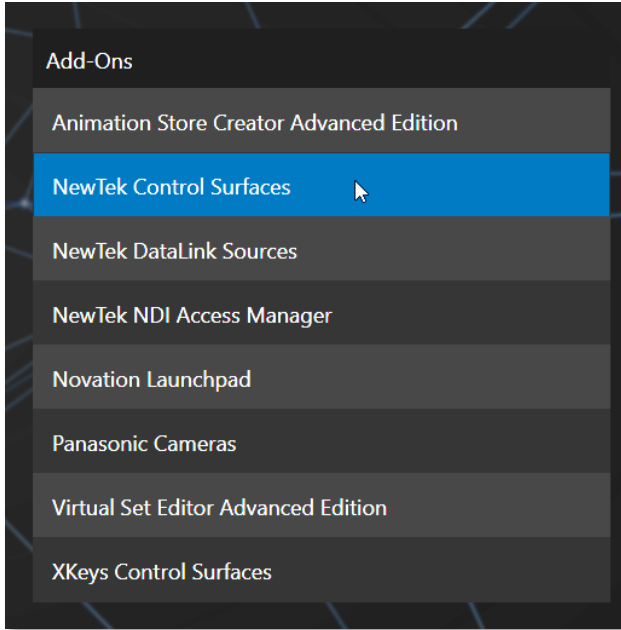 Add-Ons
Animation Store Creator Advanced Edition
NewTek Control Surfaces
NewTek DataLink Sources
NewTek NDI Access Manager
Novation Launchpad
Panasonic Cameras
Virtual Set Editor Advanced Edition
XKeys Control Surfaces